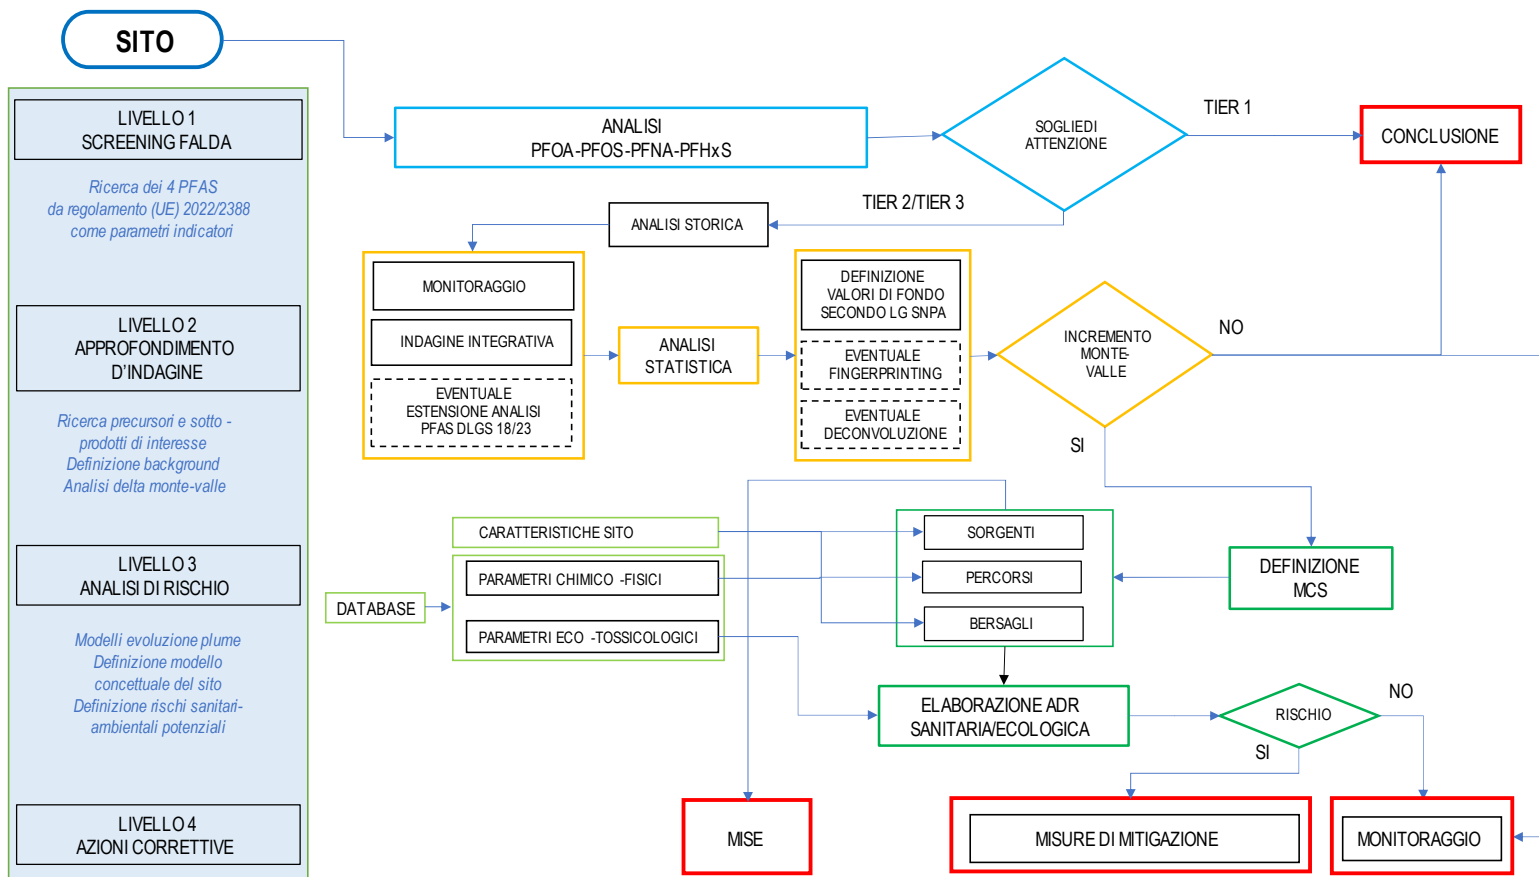 SITO
LIVELLO 1
SCREENING FALDA
Ricerca dei 4 PFAS
da regolamento (UE) 2022/2388
come parametri indicatori
LIVELLO 2
APPROFONDIMENTO
D'INDAGINE
Ricerca precursori e sotto -
prodotti di interesse
Definizione background
Analisi delta monte-valle
LIVELLO 3
ANALISI DI RISCHIO
Modelli evoluzione plume
Definizione modello
concettuale del sito
Definizione rischi sanitari-
ambientali potenziali
LIVELLO 4
AZIONI CORRETTIVE
ANALISI
PFOA-PFOS-PFNA-PFHxS
SOGLIEDI
ATTENZIONE
TIER 1
CONCLUSIONE
TIER 2/TIER 3
ANALISI STORICA
MONITORAGGIO
INDAGINE INTEGRATIVA
EVENTUALE
ESTENSIONE ANALISI
PFAS DLGS 18/23
ANALISI
STATISTICA
DEFINIZIONE
VALORI DI FONDO
SECONDO LG SNPA
EVENTUALE
FINGERPRINTING
EVENTUALE
DECONVOLUZIONE
INCREMENTO
MONTE-
VALLE
NO
SI
CARATTERISTICHE SITO
DATABASE
PARAMETRI CHIMICO -FISICI
PARAMETRI ECO -TOSSICOLOGICI
SORGENTI
PERCORSI
BERSAGLI
DEFINIZIONE
MCS
ELABORAZIONE ADR
SANITARIA/ECOLOGICA
RISCHIO
NO
SI
MISE
MISURE DI MITIGAZIONE
MONITORAGGIO